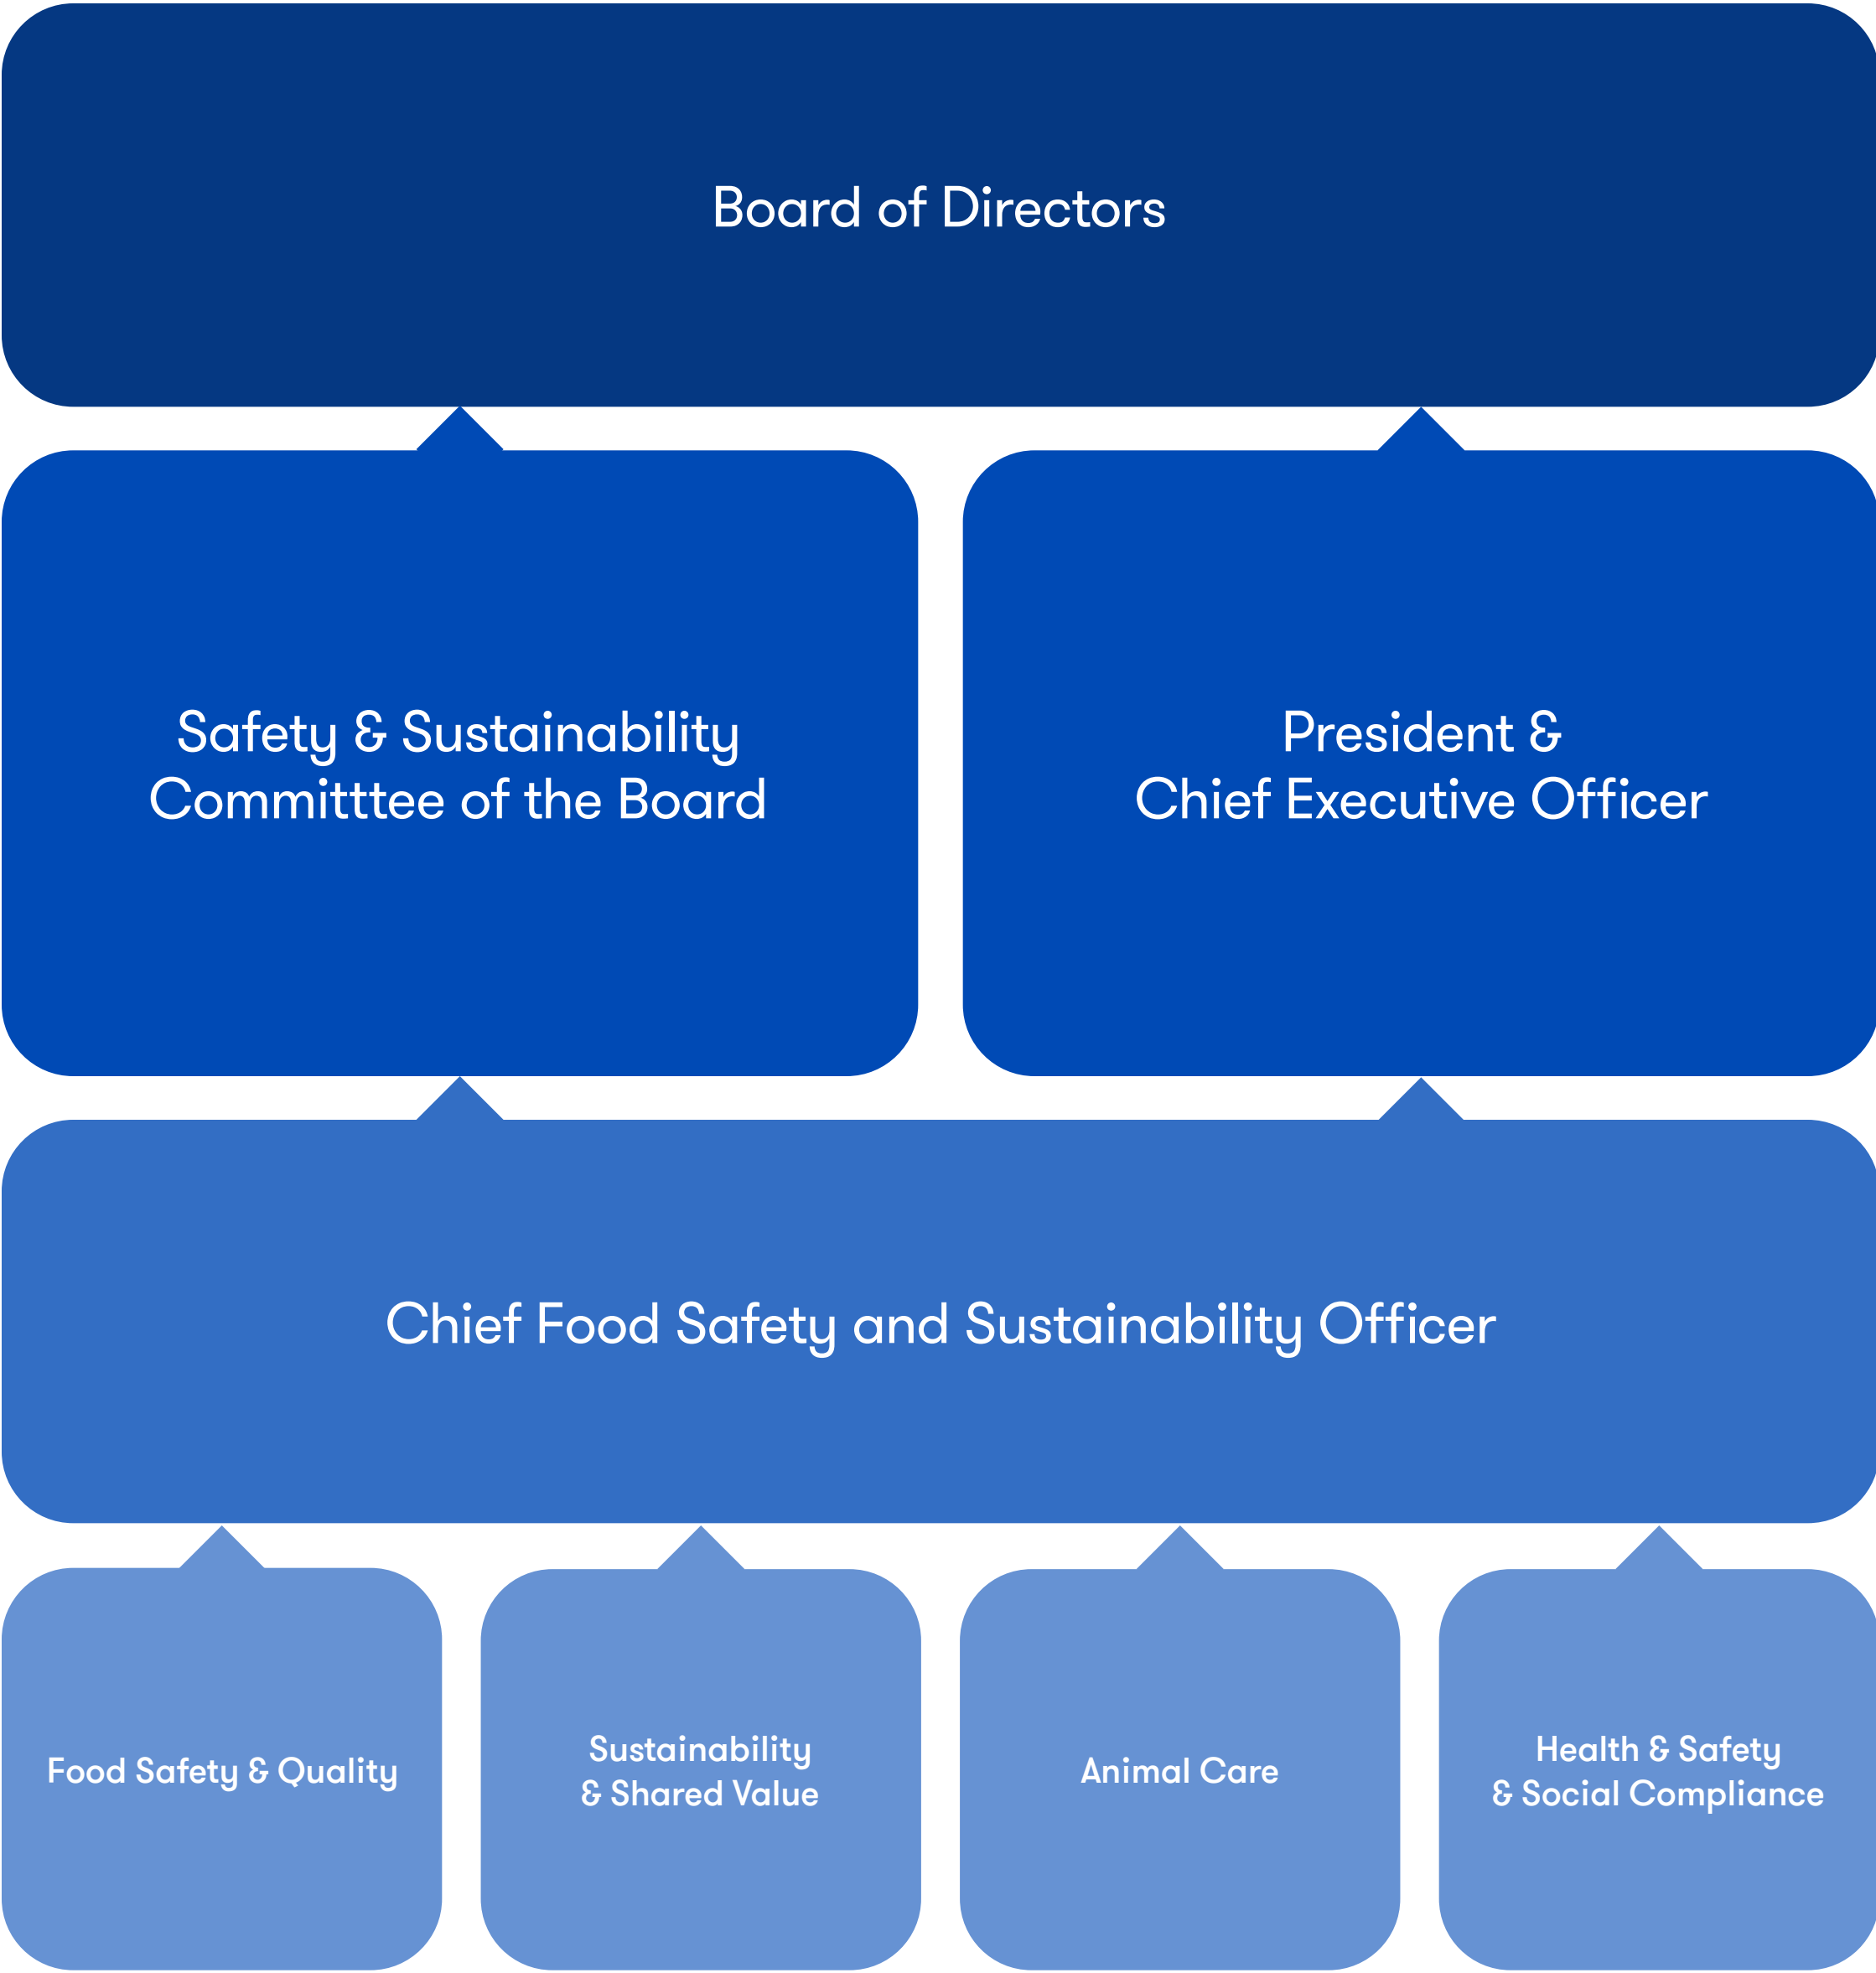 Board of Directors
Safety & Sustainability
Committtee of the Board
President &
Chief Executive Officer
Chief Food Safety and Sustainability Officer
Food Safety & Quality
Sustainability
& Shared Value
Animal Care
Health & Safety
& Social Compliance